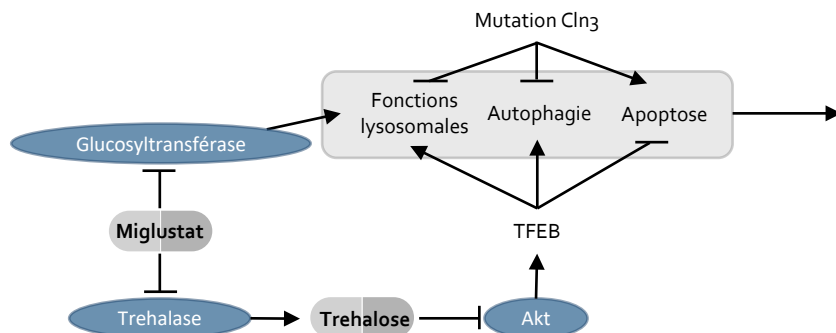 Mutation Cln3
Fonctions
lysosomales
Autophagie
Apoptose
Glucosyltransférase
Miglustat
TFEB
Trehalase
Trehalose
Akt